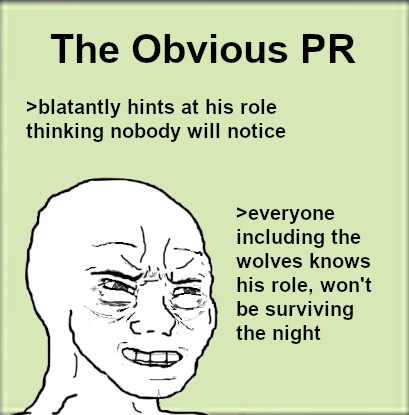 The Obvious PR
>blatantly hints at his role
thinking nobody will notice
>everyone
including the
wolves knows
his role, won't
be surviving
the night